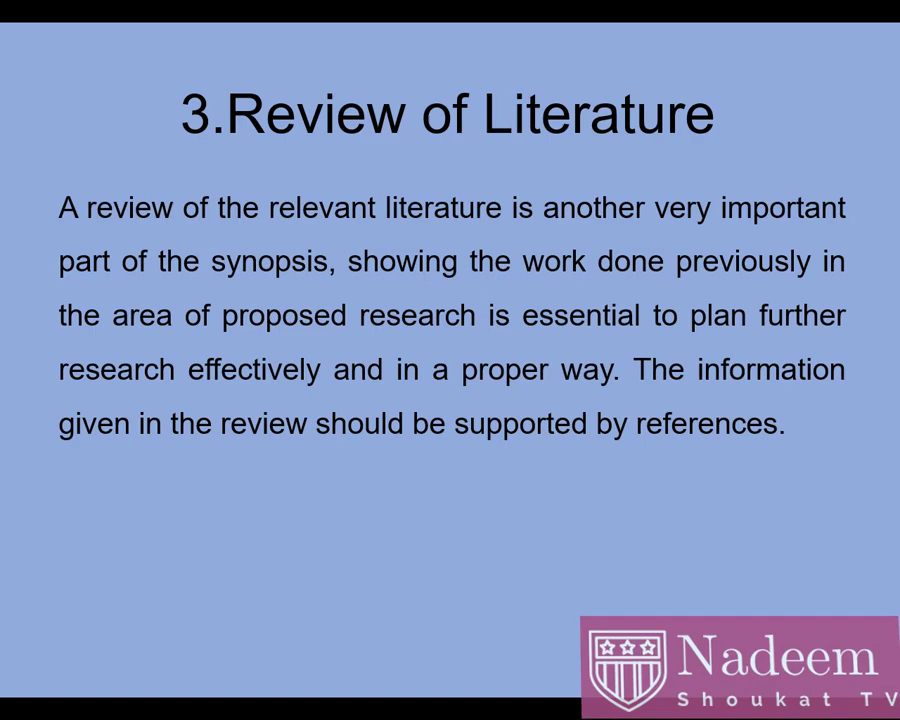 3.Review of Literature
A review of the relevant literature is another very important
part of the synopsis, showing the work done previously in
the area of proposed research is essential to plan further
research effectively and in a proper way. The information
given in the review should be supported by references.
Nadeem
Shoukat TV